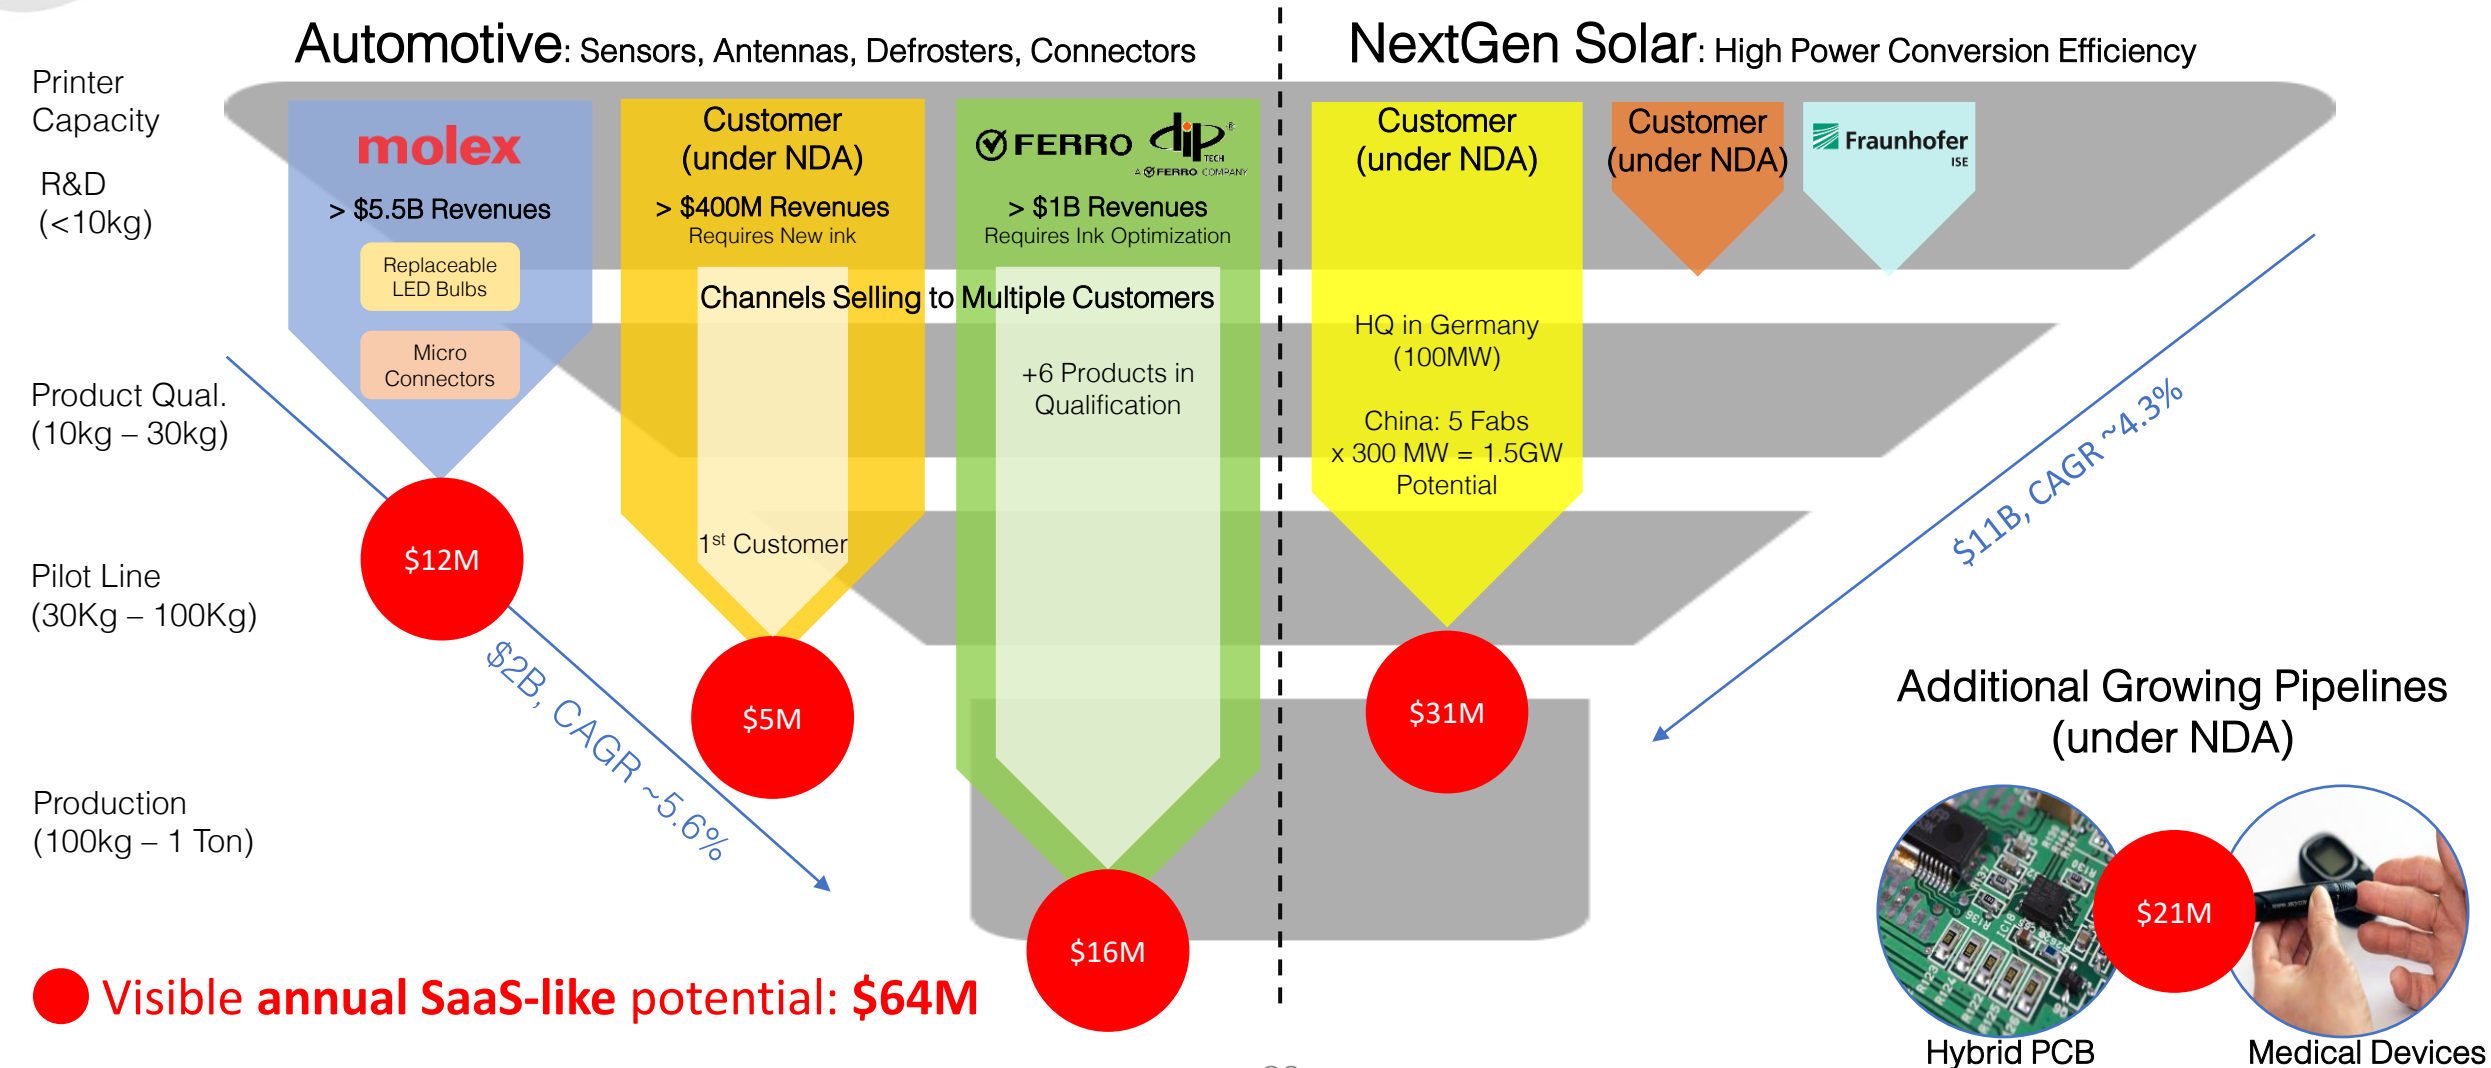 Automotive: Sensors, Antennas, Defrosters, Connectors
NextGen Solar: High Power Conversion Efficiency
Printer
Capacity
R&D
(<10kg)
Product Qual.
(10kg – 30kg)
Pilot Line
(30Kg – 100Kg)
Production
(100kg – 1 Ton)
molex
> $5.5B Revenues
Replaceable
LED Bulbs
Micro
Connectors
$12M
$2B, CAGR ~5.6%
Customer
(under NDA)
> $400M Revenues
Requires New ink
Channels Selling to Multiple Customers
1st Customer
$5M
FERRO
dip
TECH
A FERRO COMPANY
> $1B Revenues
Requires Ink Optimization
+6 Products in
Qualification
$16M
Customer
(under NDA)
HQ in Germany
(100MW)
China: 5 Fabs
x 300 MW = 1.5GW
Potential
$31M
Customer
(under NDA)
Fraunhofer
ISE
$11B, CAGR ~4.3%
Additional Growing Pipelines
(under NDA)
$21M
Hybrid PCB
Medical Devices
Visible annual SaaS-like potential: $64M